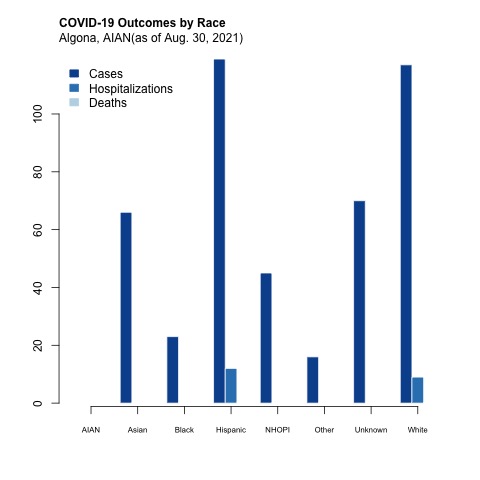 COVID-19 Outcomes by Race
Algona, AIAN(as of Aug. 30, 2021)
Cases
Hospitalizations
Deaths
100
80
60
40
20
0
AIAN Asian Black Hispanic NHOPI Other Unknown White